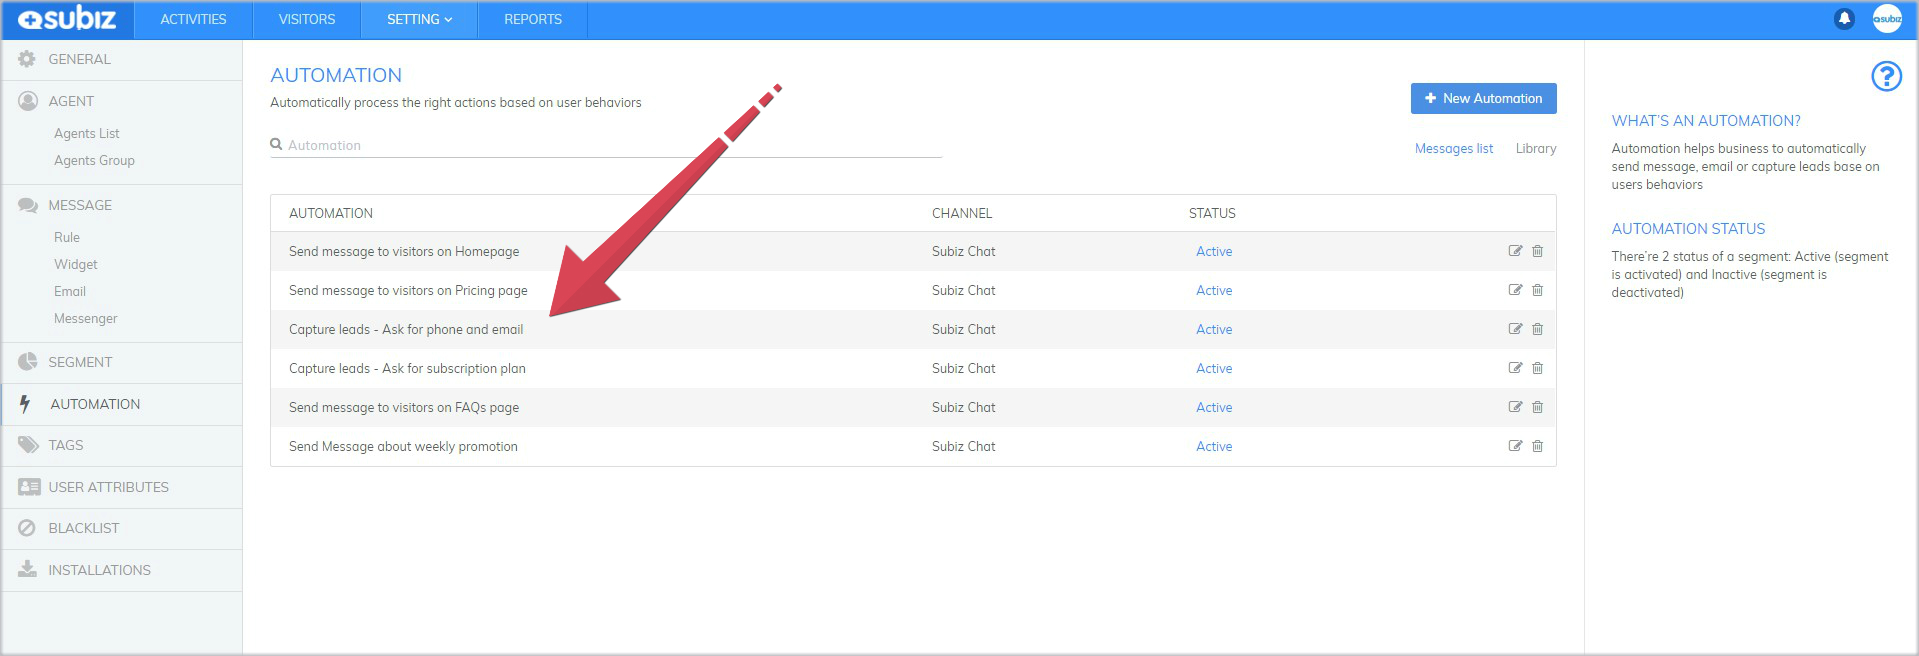 subiz
ACTIVITIES
VISITORS
SETTING
REPORTS
subiz
GENERAL
AGENT
Agents List
Agents Group
MESSAGE
Rule
Widget
Email
Messenger
SEGMENT
AUTOMATION
TAGS
USER ATTRIBUTES
BLACKLIST
INSTALLATIONS
AUTOMATION
Automatically process the right actions based on user behaviors
+ New Automation
Automation
Messages list
Library
AUTOMATION CHANNEL STATUS
Send message to visitors on Homepage Subiz Chat Active
Send message to visitors on Pricing page Subiz Chat Active
Capture leads - Ask for phone and email Subiz Chat Active
Capture leads - Ask for subscription plan Subiz Chat Active
Send message to visitors on FAQs page Subiz Chat Active
Send Message about weekly promotion Subiz Chat Active
?
WHAT'S AN AUTOMATION?
Automation helps business to automatically
send message, email or capture leads base on
users behaviors
AUTOMATION STATUS
There're 2 status of a segment: Active (segment
is activated) and Inactive (segment is
deactivated)